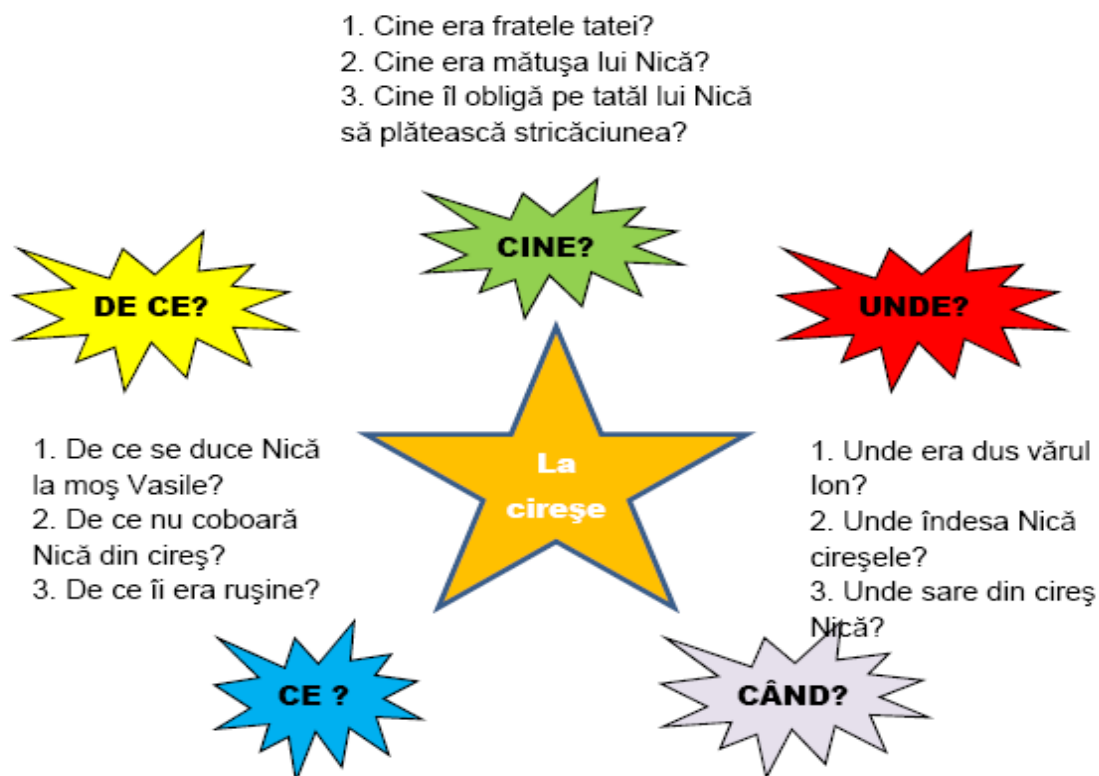 1. Cine era fratele tatei?
2. Cine era mătuşa lui Nică?
3. Cine îl obligă pe tatăl lui Nică
să plătească stricăciunea?
CINE?
DE CE?
UNDE?
1. De ce se duce Nică
la moş Vasile?
2. De ce nu coboară
Nică din cireş?
3. De ce îi era ruşine?
La
cireşe
1. Unde era dus vărul
Ion?
2. Unde îndesa Nică
cireşele?
3. Unde sare din cireş
Nică?
CE ?
CÂND?